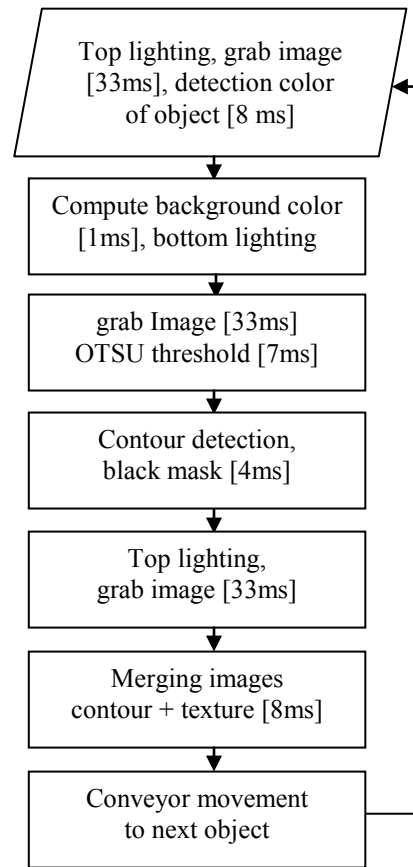 Top lighting, grab image
[33ms], detection color
of object [8 ms]
Compute background color
[1ms], bottom lighting
grab Image [33ms]
OTSU threshold [7ms]
Contour detection,
black mask [4ms]
Top lighting,
grab image [33ms]
Merging images
contour + texture [8ms]
Conveyor movement
to next object